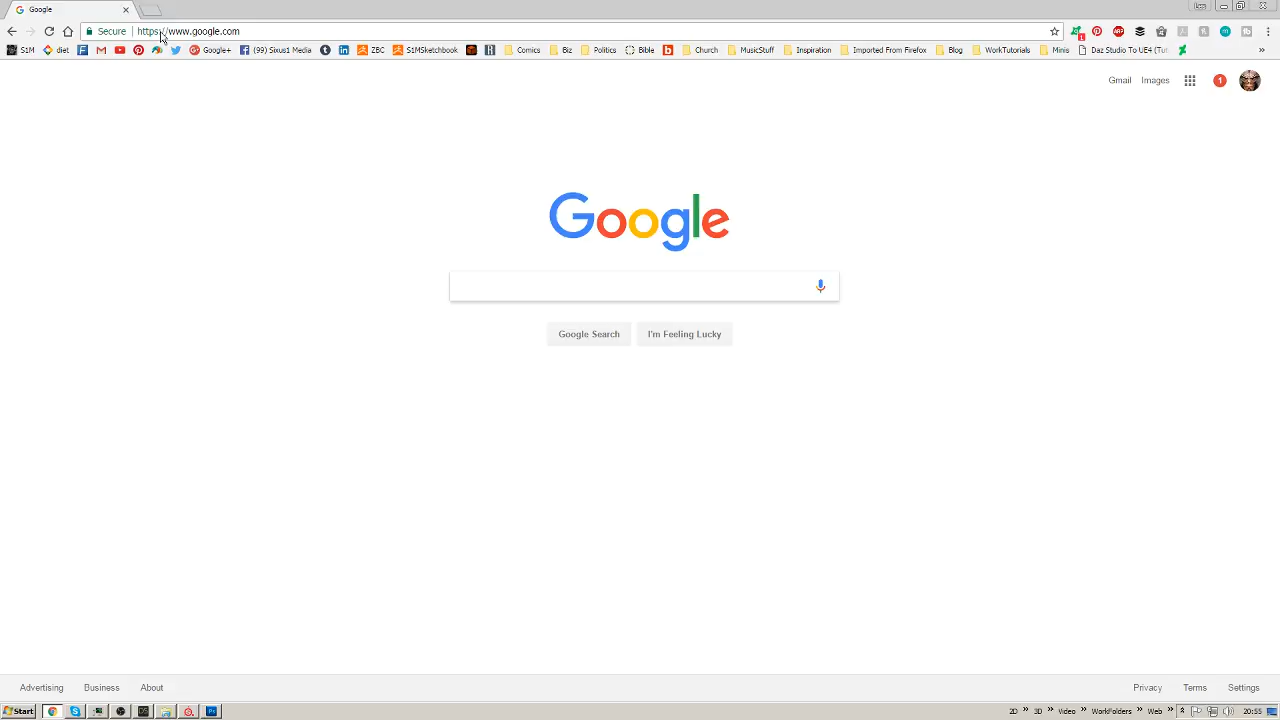 Google
Secure https://www.google.com
S1M diet Google+ (99) Sixus1 Media ZBC S1MSketchbook Comics Biz Politics Bible Church MusicStuff Inspiration Imported From Firefox Blog WorkTutorials Minis Daz Studio To UE4 (Tut
Gmail Images 1
Google
Google Search I'm Feeling Lucky
Advertising Business About Privacy Terms Settings
Start 2D 3D Video WorkFolders Web 20:55